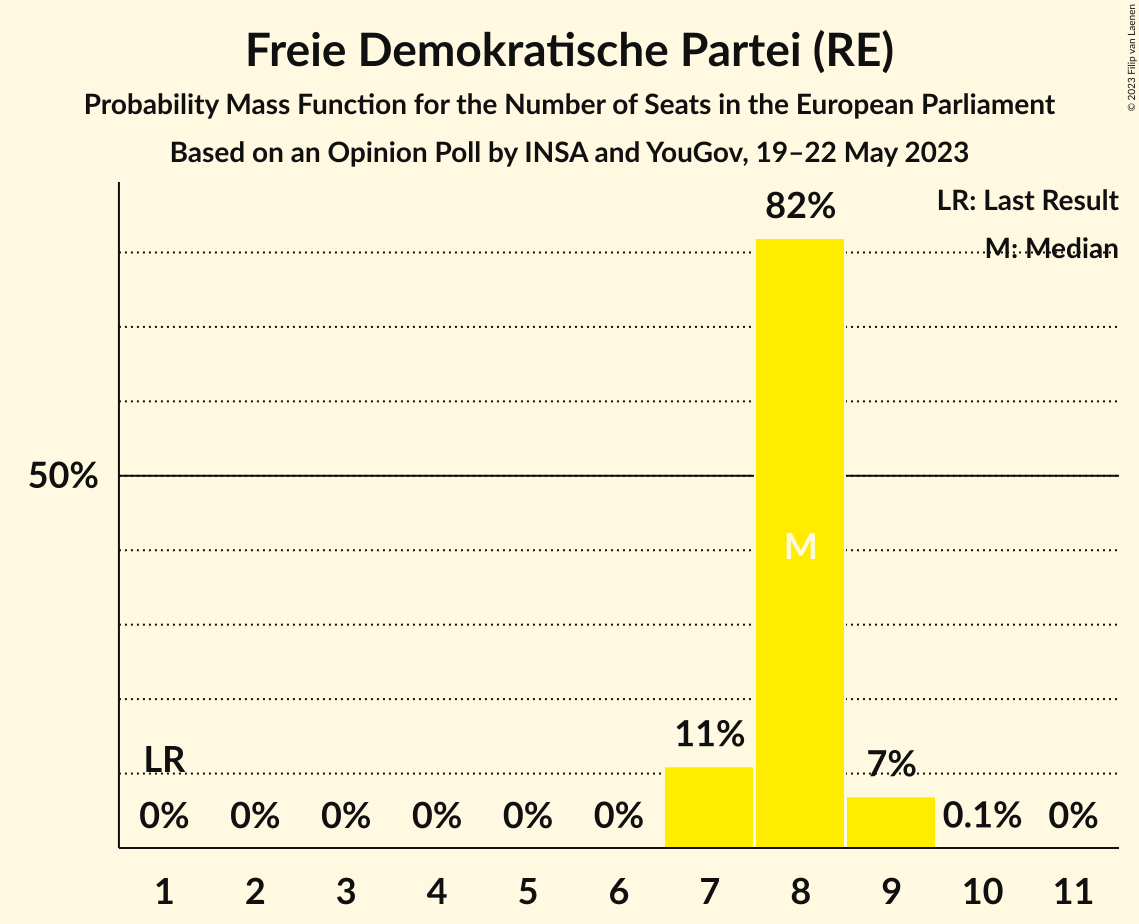 Freie Demokratische Partei (RE)
Probability Mass Function for the Number of Seats in the European Parliament
Based on an Opinion Poll by INSA and YouGov, 19–22 May 2023
© 2023 Filip van Laenen
LR: Last Result
M: Median
82%
50%
M
11%
LR
7%
0% 0% 0% 0% 0% 0% 0.1% 0%
1 2 3 4 5 6 7 8 9 10 11